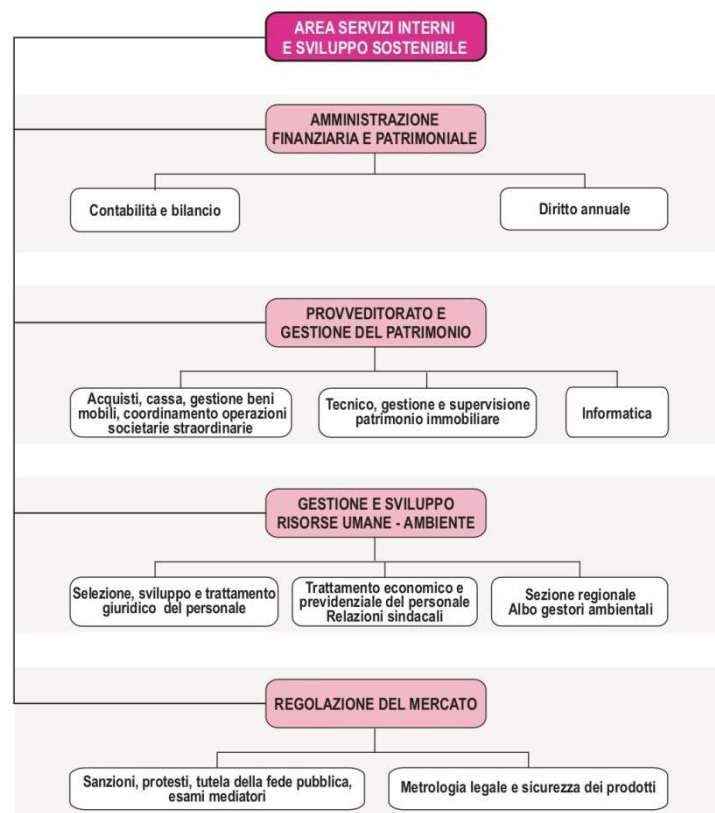 AREA SERVIZI INTERNI
E SVILUPPO SOSTENIBILE
AMMINISTRAZIONE
FINANZIARIA E PATRIMONIALE
Contabilità e bilancio
Diritto annuale
PROVVEDITORATO E
GESTIONE DEL PATRIMONIO
Acquisti, cassa, gestione beni
mobili, coordinamento operazioni
societarie straordinarie
Tecnico, gestione e supervisione
patrimonio immobiliare
Informatica
GESTIONE E SVILUPPO
RISORSE UMANE - AMBIENTE
Selezione, sviluppo e trattamento
giuridico del personale
Trattamento economico e
previdenziale del personale
Relazioni sindacali
Sezione regionale
Albo gestori ambientali
REGOLAZIONE DEL MERCATO
Sanzioni, protesti, tutela della fede pubblica,
esami mediatori
Metrologia legale e sicurezza dei prodotti